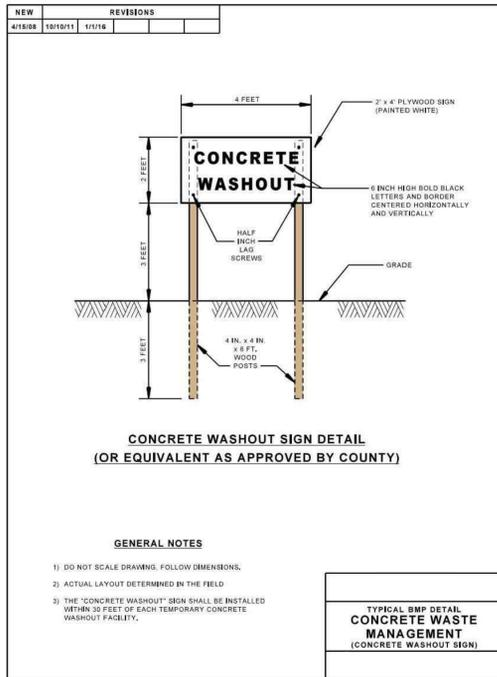 NEW REVISIONS
4/15/08 10/10/11 1/1/16
4 FEET
2' x 4' PLYWOOD SIGN
(PAINTED WHITE)
2 FEET
CONCRETE
WASHOUT
6 INCH HIGH BOLD BLACK
LETTERS AND BORDER
CENTERED HORIZONTALLY
AND VERTICALLY
HALF
INCH
LAG
SCREWS
3 FEET
GRADE
3 FEET
4 IN. x 4 IN.
x 8 FT.
WOOD
POSTS
CONCRETE WASHOUT SIGN DETAIL
(OR EQUIVALENT AS APPROVED BY COUNTY)
GENERAL NOTES
1) DO NOT SCALE DRAWING, FOLLOW DIMENSIONS.
2) ACTUAL LAYOUT DETERMINED IN THE FIELD
3) THE "CONCRETE WASHOUT" SIGN SHALL BE INSTALLED
WITHIN 30 FEET OF EACH TEMPORARY CONCRETE
WASHOUT FACILITY.
TYPICAL BMP DETAIL
CONCRETE WASTE
MANAGEMENT
(CONCRETE WASHOUT SIGN)